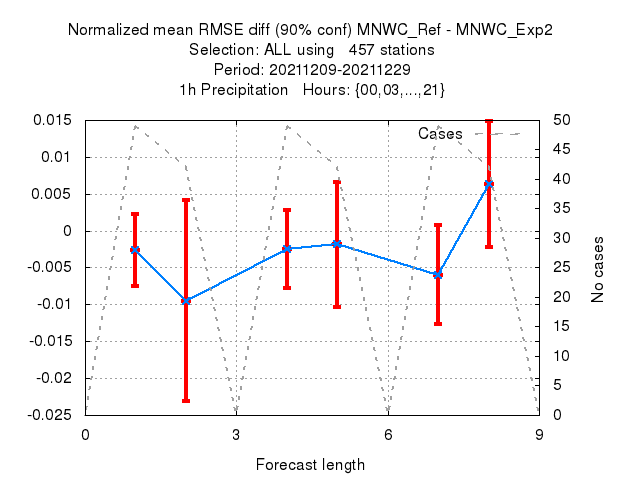 Normalized mean RMSE diff (90% conf) MNWC_Ref - MNWC_Exp2
Selection: ALL using   457 stations
Period: 20211209-20211229
1h Precipitation   Hours: {00,03,...,21}
Cases
0.015
0.01
0.005
0
-0.005
-0.01
-0.015
-0.02
-0.025
50
45
40
35
30
25
20
15
10
5
0
No cases
0 3 6 9
Forecast length